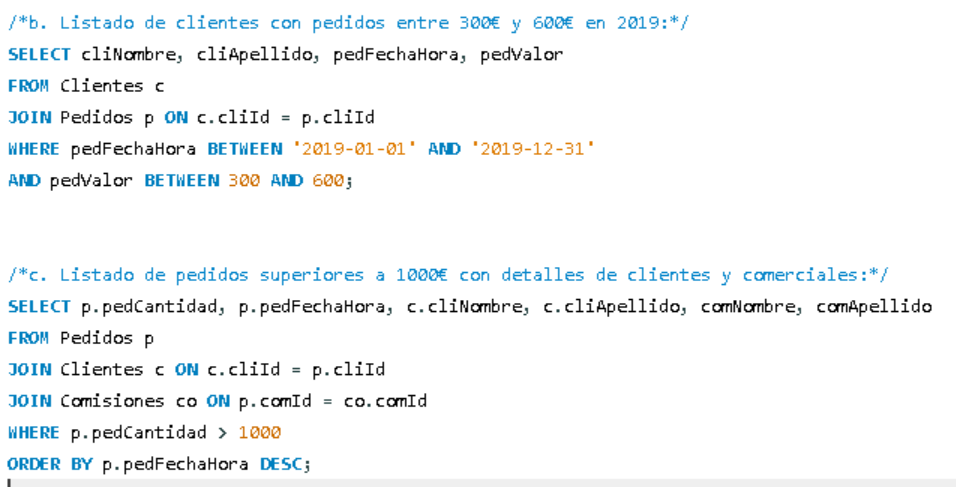 /*b. Listado de clientes con pedidos entre 300€ y 600€ en 2019:*/
SELECT cliNombre, cliApellido, pedFechaHora, pedValor
FROM Clientes c
JOIN Pedidos p ON c.cliId = p.cliId
WHERE pedFechaHora BETWEEN '2019-01-01' AND '2019-12-31'
AND pedValor BETWEEN 300 AND 600;
/*c. Listado de pedidos superiores a 1000€ con detalles de clientes y comerciales:*/
SELECT p.pedCantidad, p.pedFechaHora, c.cliNombre, c.cliApellido, comNombre, comApellido
FROM Pedidos p
JOIN Clientes c ON c.cliId = p.cliId
JOIN Comisiones co ON p.comId = co.comId
WHERE p.pedCantidad > 1000
ORDER BY p.pedFechaHora DESC;